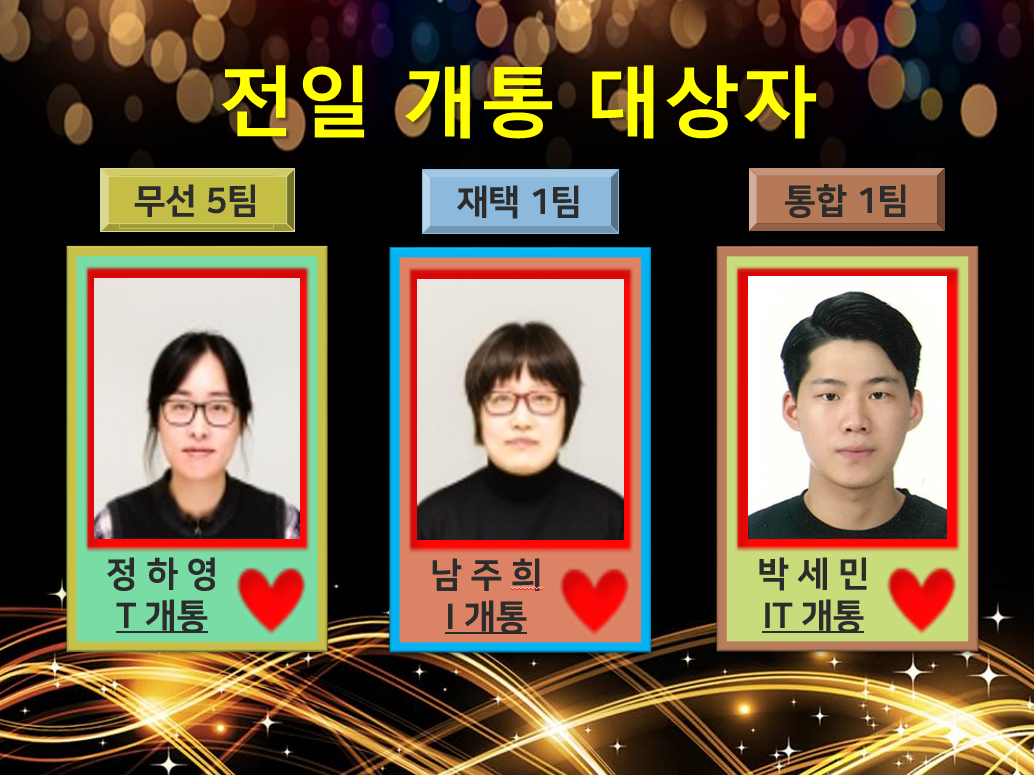 전일 개통 대상자
무선 5팀
재택 1팀
통합 1팀
정 하 영
T 개통
남 주 희
I 개통
박 세 민
IT 개통